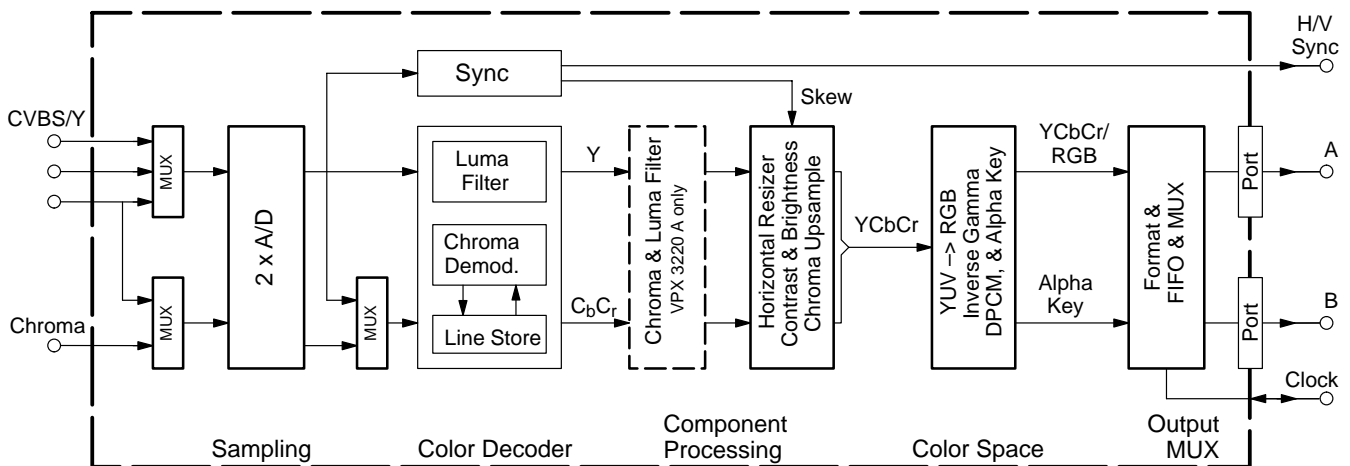 H/V
Sync
Sync
Skew
CVBS/Y
MUX
2 x A/D
Luma
Filter
Y
Chroma & Luma Filter
VPX 3220 A only
Horizontal Resizer
Contrast & Brightness
Chroma Upsample
YCbCr
YUV –> RGB
Inverse Gamma
DPCM, & Alpha Key
YCbCr/
RGB
Format &
FIFO & MUX
Port
A
Chroma
MUX
MUX
Chroma
Demod.
Line Store
CbCr
Alpha
Key
Port
B
Clock
Sampling
Color Decoder
Component
Processing
Color Space
Output
MUX